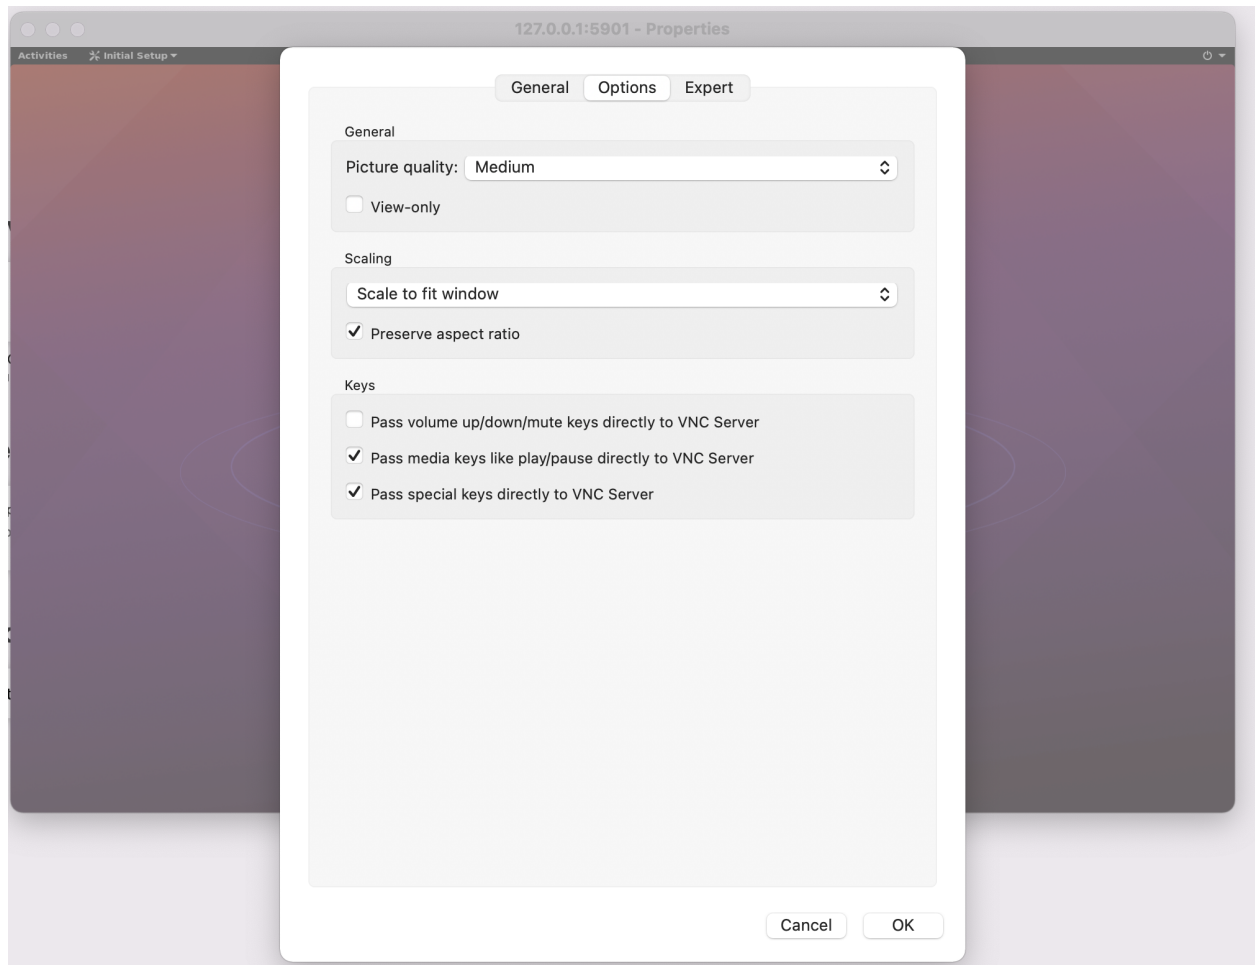 127.0.0.1:5901 - Properties
Activities Initial Setup
General Options Expert
General
Picture quality: Medium
View-only
Scaling
Scale to fit window
Preserve aspect ratio
Keys
Pass volume up/down/mute keys directly to VNC Server
Pass media keys like play/pause directly to VNC Server
Pass special keys directly to VNC Server
Cancel OK